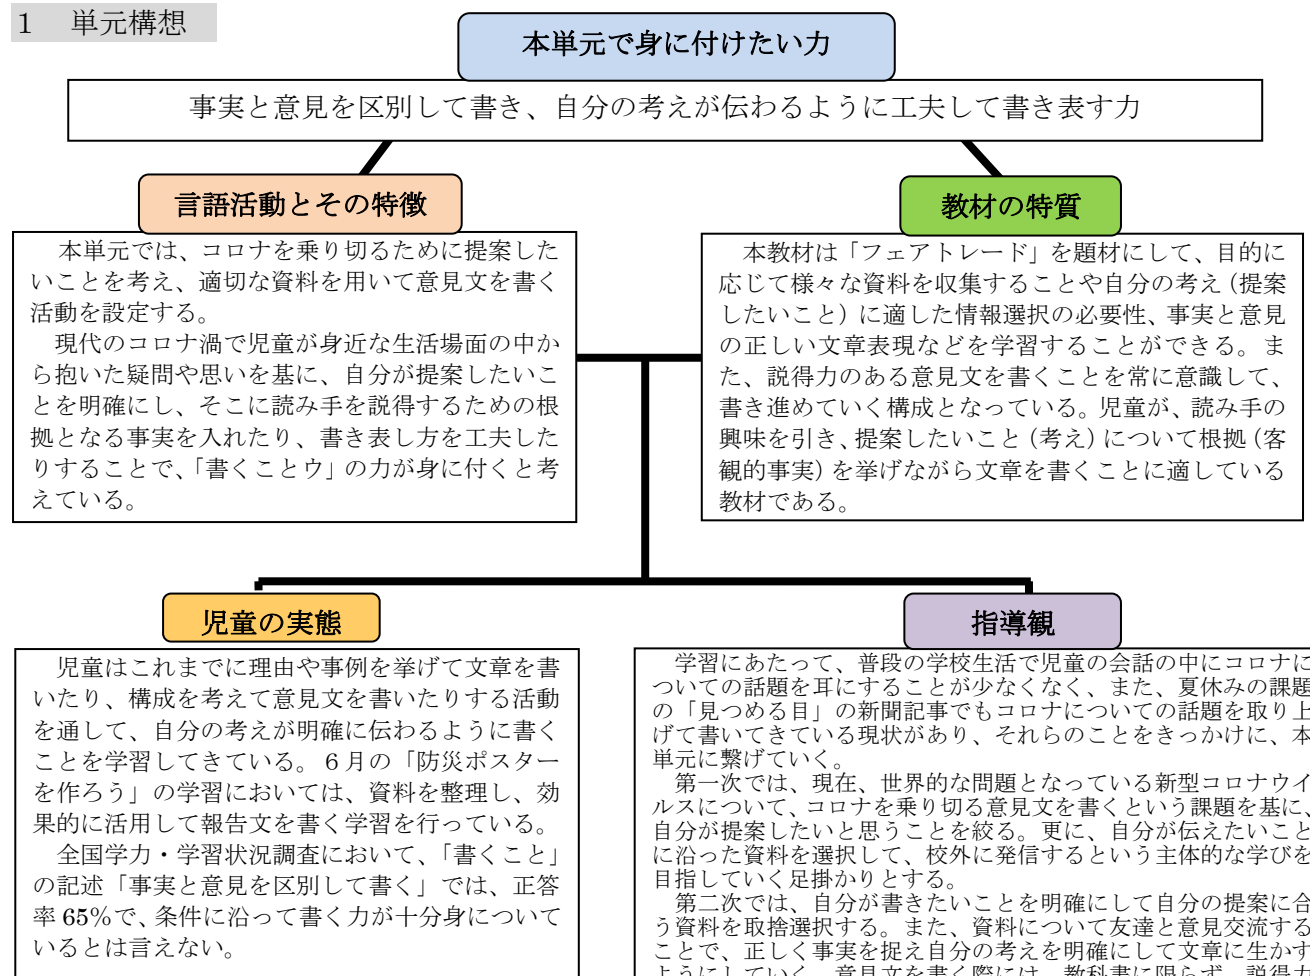 1　単元構想
本単元で身に付けたい力
事実と意見を区別して書き、自分の考えが伝わるように工夫して書き表す力
言語活動とその特徴
　本単元では、コロナを乗り切るために提案した
いことを考え、適切な資料を用いて意見文を書く
活動を設定する。
　現代のコロナ渦で児童が身近な生活場面の中か
ら抱いた疑問や思いを基に、自分が提案したいこ
とを明確にし、そこに読み手を説得するための根
拠となる事実を入れたり、書き表し方を工夫した
りすることで、「書くことウ」の力が身に付くと考
えている。
教材の特質
　本教材は「フェアトレード」を題材にして、目的に
応じて様々な資料を収集することや自分の考え（提案
したいこと）に適した情報選択の必要性、事実と意見
の正しい文章表現などを学習することができる。ま
た、説得力のある意見文を書くことを常に意識して、
書き進めていく構成となっている。児童が、読み手の
興味を引き、提案したいこと（考え）について根拠（客
観的事実）を挙げながら文章を書くことに適している
教材である。
児童の実態
　児童はこれまでに理由や事例を挙げて文章を書
いたり、構成を考えて意見文を書いたりする活動
を通して、自分の考えが明確に伝わるように書く
ことを学習してきている。６月の「防災ポスター
を作ろう」の学習においては、資料を整理し、効
果的に活用して報告文を書く学習を行っている。
　全国学力・学習状況調査において、「書くこと」
の記述「事実と意見を区別して書く」では、正答
率 65％で、条件に沿って書く力が十分身について
いるとは言えない。
指導観
　学習にあたって、普段の学校生活で児童の会話の中にコロナに
ついての話題を耳にすることが少なくなく、また、夏休みの課題
の「見つめる目」の新聞記事でもコロナについての話題を取り上
げて書いてきている現状があり、それらのことをきっかけに、本
単元に繋げていく。
　第一次では、現在、世界的な問題となっている新型コロナウイ
ルスについて、コロナを乗り切る意見文を書くという課題を基に、
自分が提案したいと思うことを絞る。更に、自分が伝えたいこと
に沿った資料を選択して、校外に発信するという主体的な学びを
目指していく足掛かりとする。
　第二次では、自分が書きたいことを明確にして自分の提案に合
う資料を取捨選択する。また、資料について友達と意見交流する
ことで、正しく事実を捉え自分の考えを明確にして文章に生かす
ようにしていく。意見文を書く際には、教科書に限らず、説得力